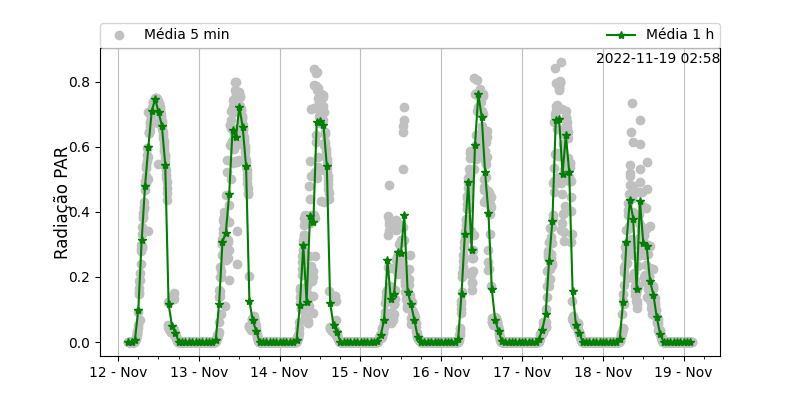 Média 5 min
Média 1 h
2022-11-19 02:58
Radiação PAR
0.8
0.6
0.4
0.2
0.0
12 - Nov
13 - Nov
14 - Nov
15 - Nov
16 - Nov
17 - Nov
18 - Nov
19 - Nov